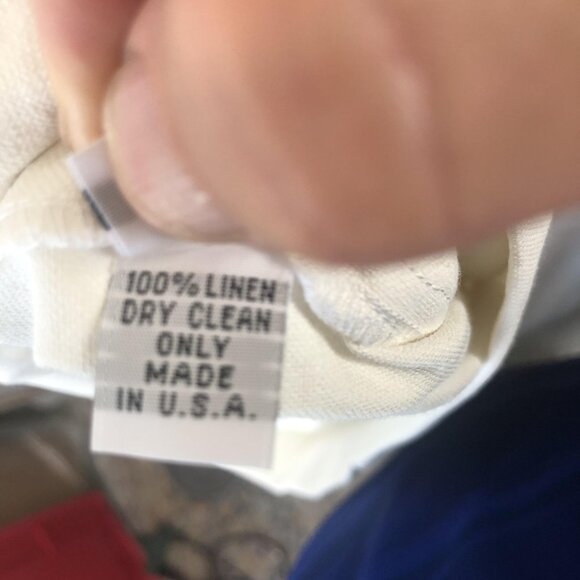 100% LINEN
DRY CLEAN
ONLY
MADE
IN U.S.A.